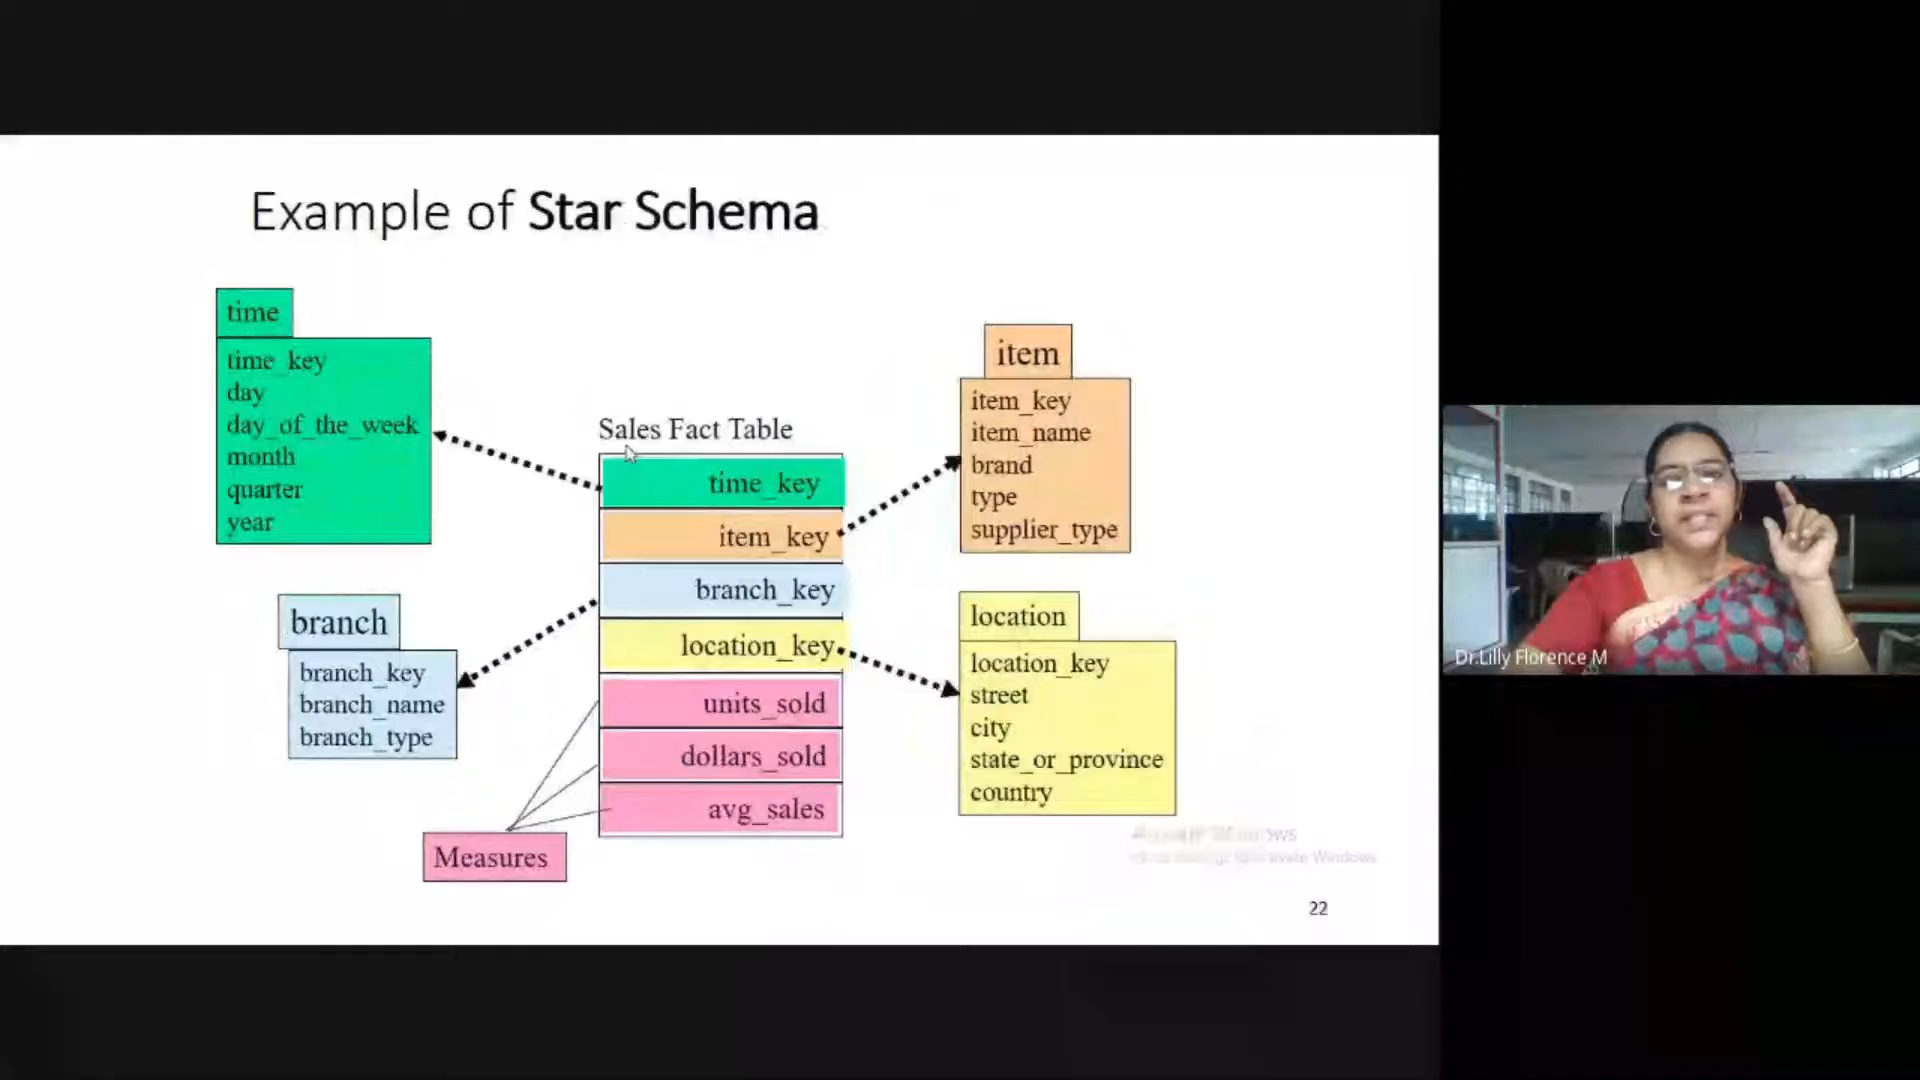 Example of Star Schema
time
time_key
day
day_of_the_week
month
quarter
year
Sales Fact Table
time_key
item_key
branch_key
location_key
units_sold
dollars_sold
avg_sales
item
item_key
item_name
brand
type
supplier_type
branch
branch_key
branch_name
branch_type
location
location_key
street
city
state_or_province
country
Measures
Windows
22
Dr.Lilly Florence M